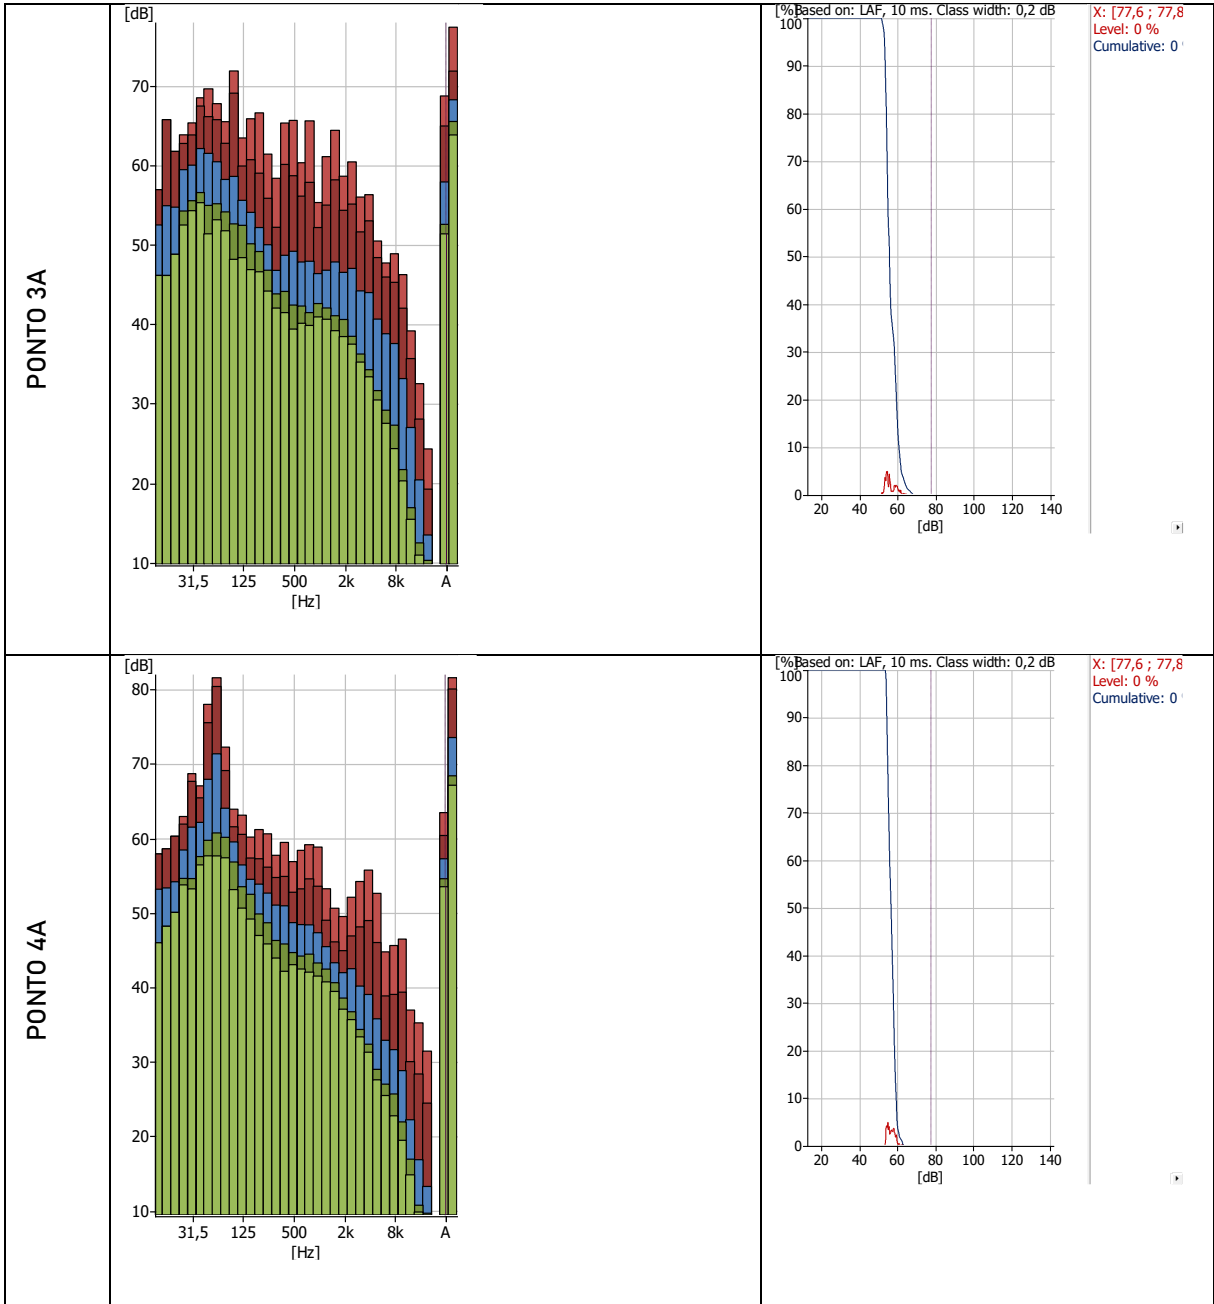 PONTO 3A
[dB]
70
60
50
40
30
20
10
31,5 125 500 2k 8k A
[Hz]
[%]Based on: LAF, 10 ms. Class width: 0,2 dB
100
90
80
70
60
50
40
30
20
10
0
20 40 60 80 100 120 140
[dB]
X: [77,6 ; 77,8
Level: 0 %
Cumulative: 0
PONTO 4A
[dB]
80
70
60
50
40
30
20
10
31,5 125 500 2k 8k A
[Hz]
[%]Based on: LAF, 10 ms. Class width: 0,2 dB
100
90
80
70
60
50
40
30
20
10
0
20 40 60 80 100 120 140
[dB]
X: [77,6 ; 77,8
Level: 0 %
Cumulative: 0